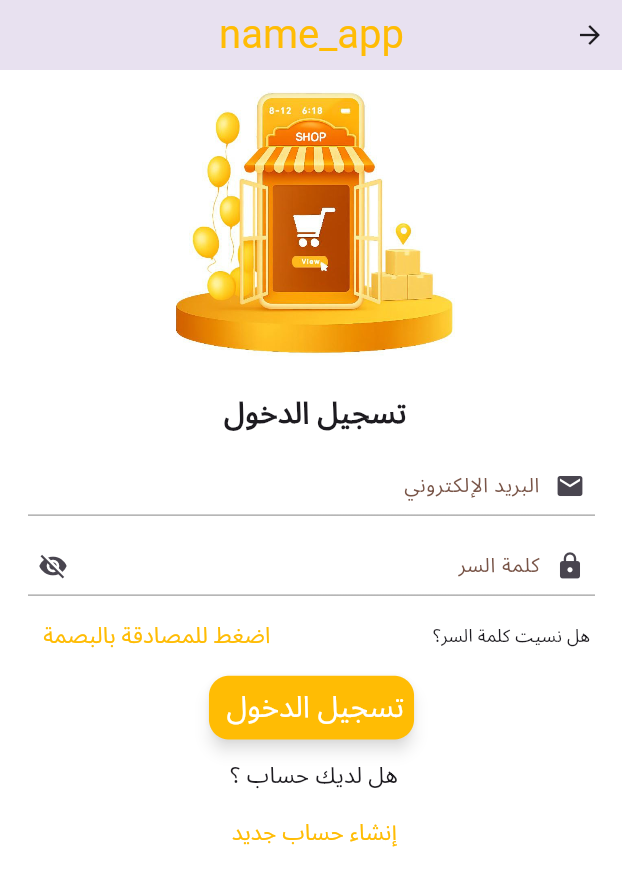 name_app
8-12 6:18
SHOP
View
تسجيل الدخول
البريد الإلكتروني
كلمة السر
هل نسيت كلمة السر؟
اضغط للمصادقة بالبصمة
تسجيل الدخول
هل لديك حساب ؟
إنشاء حساب جديد